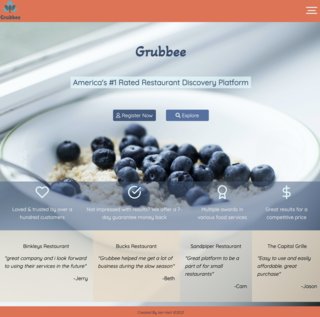 Grubbee
Grubbee
America's #1 Rated Restaurant Discovery Platform
Register Now
Explore
Loved & trusted by over a
hundred customers
Not impressed with results? We offer a 7-
day guarantee money back
Multiple awards in
various food services
Great results for a
competitive price
Binkleys Restaurant
"great company and i look forward
to using their services in the future"
-Jerry
Bucks Restaurant
"Grubbee helped me get a lot of
business during the slow season"
-Beth
Sandpiper Restaurant
"Great platform to be a
part of for small
restaurants"
-Cam
The Capital Grille
"Easy to use and easily
affordable. great
purchase"
-Jason
Created By